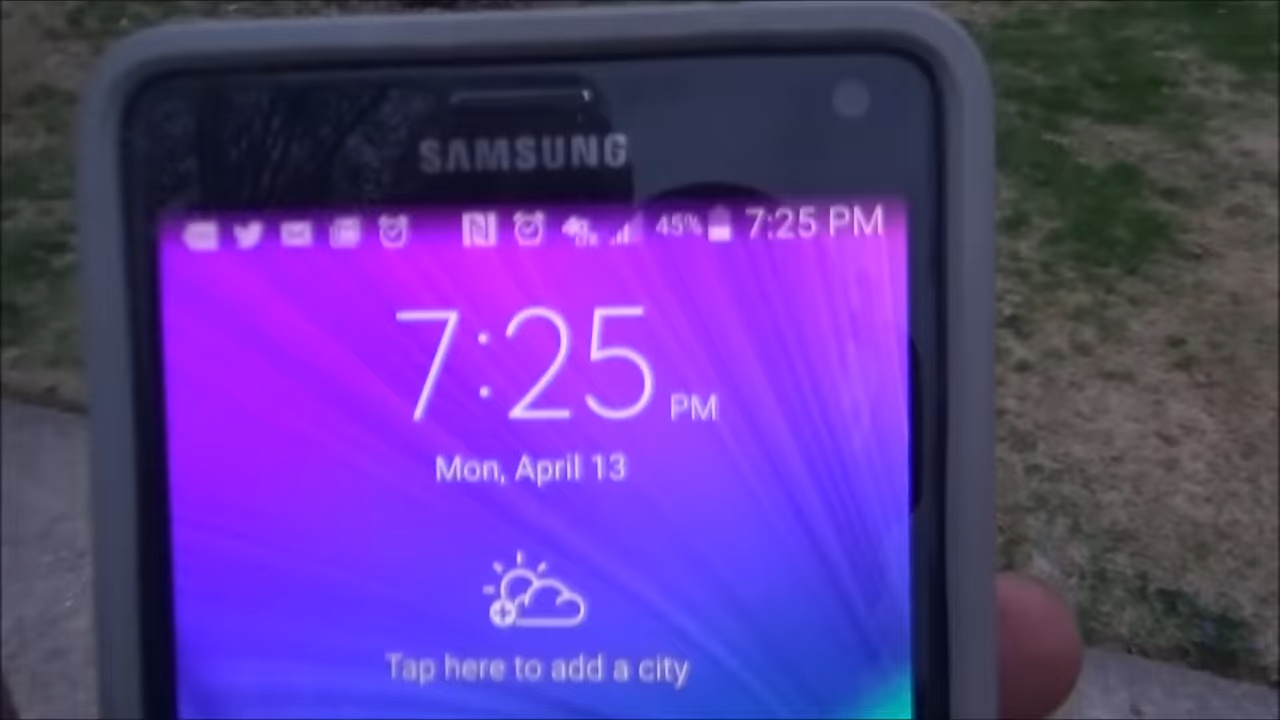 SAMSUNG
45% 7:25 PM
7:25 PM
Mon, April 13
Tap here to add a city